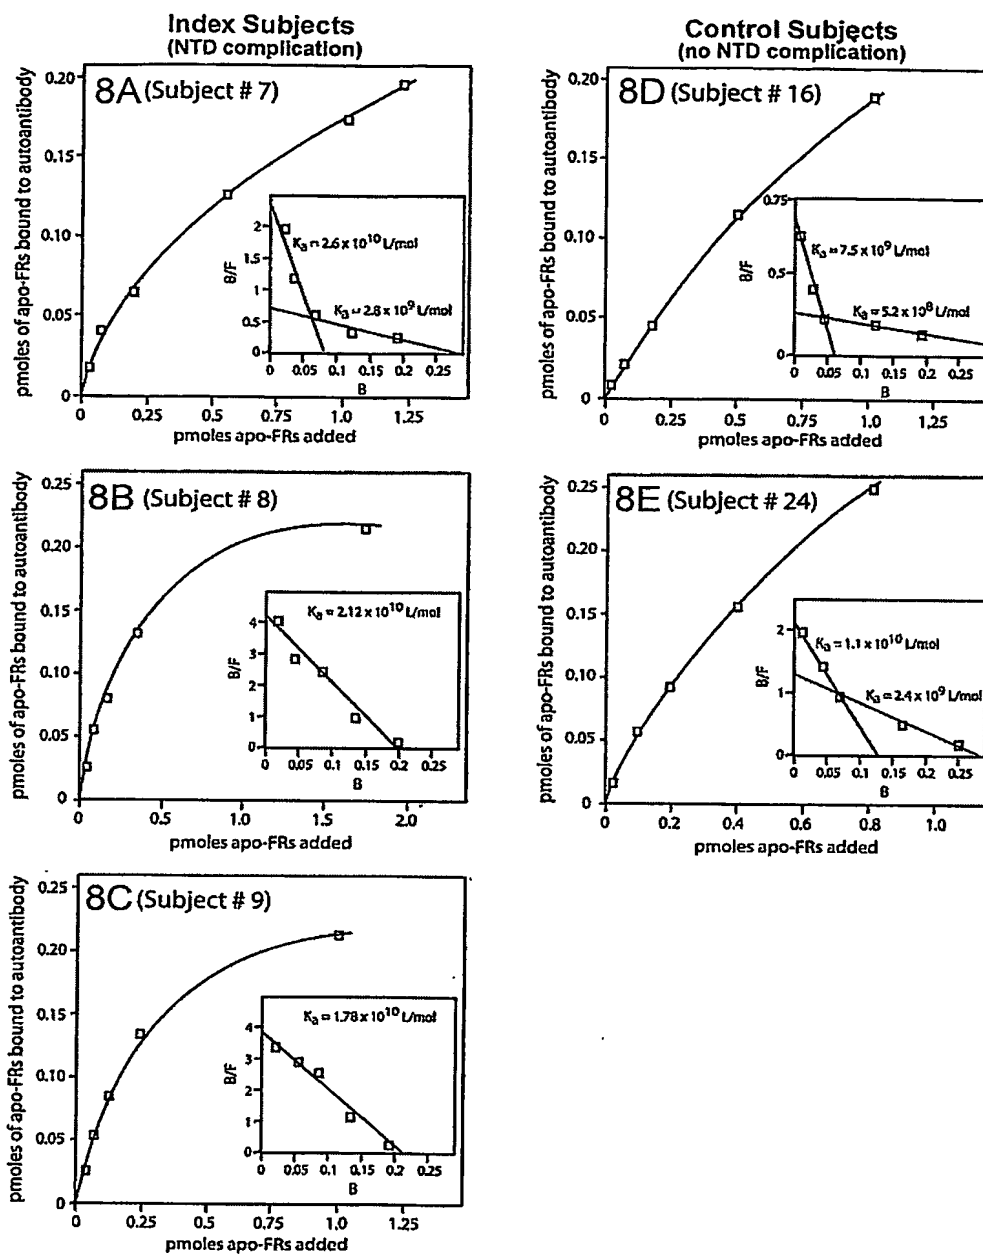 Index Subjects
(NTD complication)
Control Subjects
(no NTD complication)
8A (Subject # 7)
pmoles of apo-FRs bound to autoantibody
0.20
0.15
0.10
0.05
0
0 0.25 0.5 0.75 1.0 1.25
pmoles apo-FRs added
B/F
2
1.5
1
0.5
0
Ka = 2.6 x 10^10 L/mol
Ka = 2.8 x 10^9 L/mol
0 0.05 0.1 0.15 0.2 0.25
B
8D (Subject # 16)
pmoles of apo-FRs bound to autoantibody
0.20
0.15
0.10
0.05
0
0 0.25 0.5 0.75 1.0 1.25
pmoles apo-FRs added
B/F
0.75
0.5
0
Ka = 7.5 x 10^9 L/mol
Ka = 5.2 x 10^8 L/mol
0 0.05 0.1 0.15 0.2 0.25
B
8B (Subject # 8)
pmoles of apo-FRs bound to autoantibody
0.25
0.20
0.15
0.10
0.05
0
0 0.5 1.0 1.5 2.0
pmoles apo-FRs added
B/F
4
3
2
1
0
Ka = 2.12 x 10^10 L/mol
0 0.05 0.1 0.15 0.2 0.25
B
8E (Subject # 24)
pmoles of apo-FRs bound to autoantibody
0.25
0.20
0.15
0.10
0.05
0
0 0.2 0.4 0.6 0.8 1.0
pmoles apo-FRs added
B/F
2
1
0
Ka = 1.1 x 10^10 L/mol
Ka = 2.4 x 10^9 L/mol
0 0.05 0.1 0.15 0.2 0.25
B
8C (Subject # 9)
pmoles of apo-FRs bound to autoantibody
0.25
0.20
0.15
0.10
0.05
0
0 0.25 0.5 0.75 1.0 1.25
pmoles apo-FRs added
B/F
4
3
2
1
0
Ka = 1.78 x 10^10 L/mol
0 0.05 0.1 0.15 0.2 0.25
B